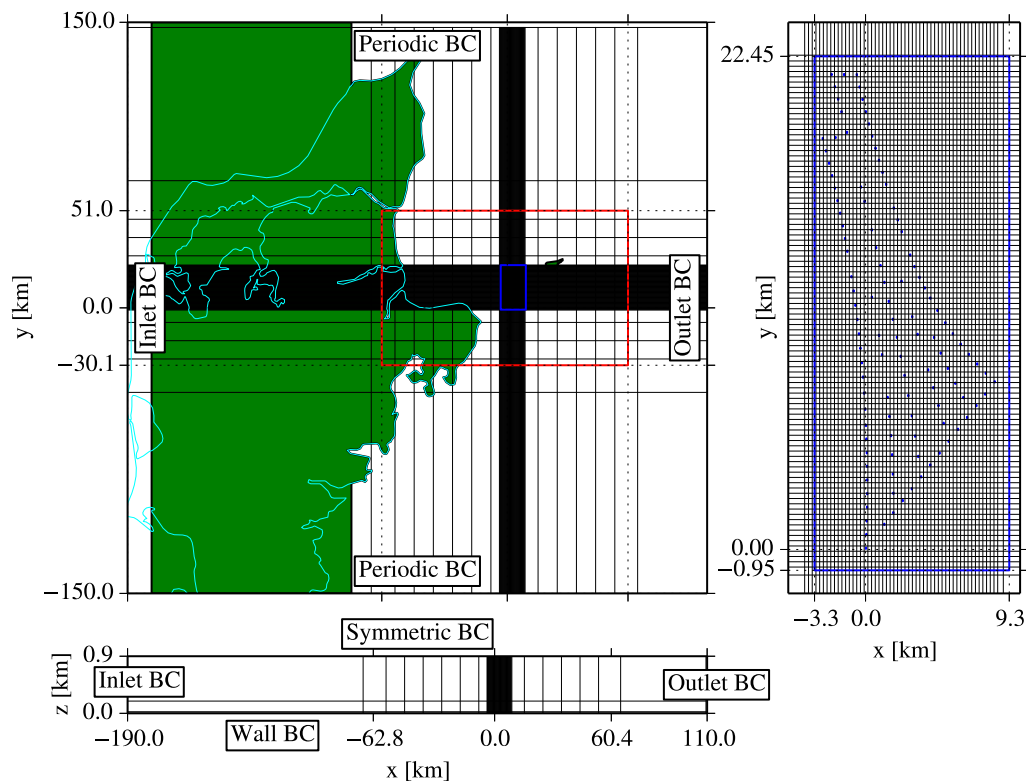 150.0
Periodic BC
51.0
y [km]
0.0
Inlet BC
Outlet BC
−30.1
Periodic BC
−150.0
22.45
y [km]
0.00
−0.95
−3.3 0.0 9.3
x [km]
Symmetric BC
0.9
z [km]
Inlet BC
Outlet BC
0.0
Wall BC
−190.0 −62.8 0.0 60.4 110.0
x [km]